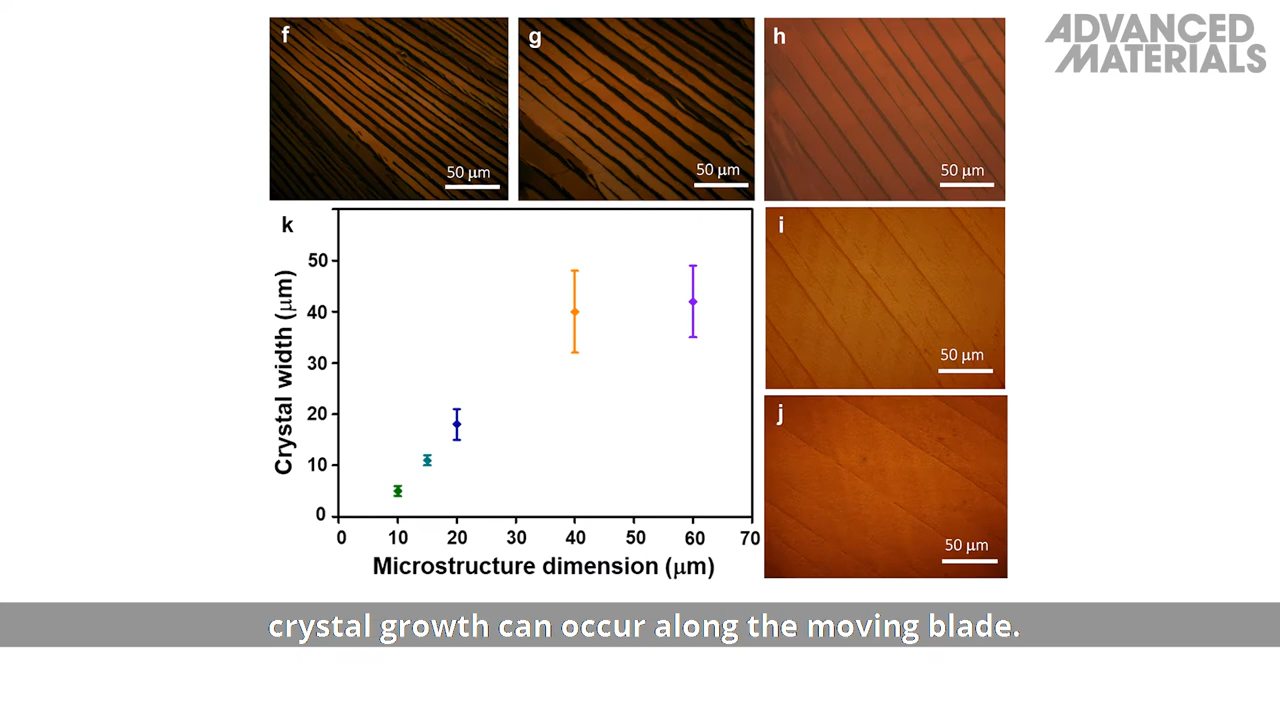 ADVANCED
MATERIALS
f
50 μm
g
50 μm
h
50 μm
k
Crystal width (μm)
50
40
30
20
10
0
0 10 20 30 40 50 60 70
Microstructure dimension (μm)
i
50 μm
j
50 μm
crystal growth can occur along the moving blade.